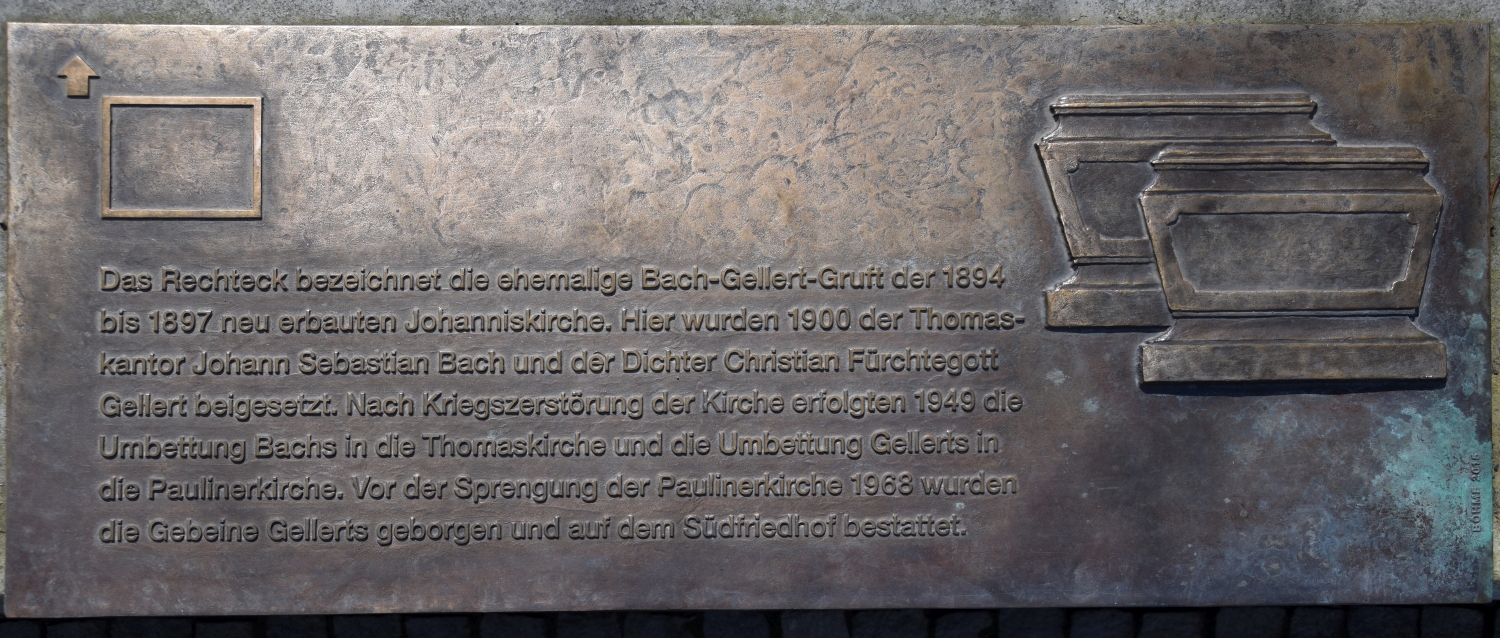 Das Rechteck bezeichnet die ehemalige Bach-Gellert-Gruft der 1894
bis 1897 neu erbauten Johanniskirche. Hier wurden 1900 der Thomas-
kantor Johann Sebastian Bach und der Dichter Christian Fürchtegott
Gellert beigesetzt. Nach Kriegszerstörung der Kirche erfolgten 1949 die
Umbettung Bachs in die Thomaskirche und die Umbettung Gellerts in
die Paulinerkirche. Vor der Sprengung der Paulinerkirche 1968 wurden
die Gebeine Gellerts geborgen und auf dem Südfriedhof bestattet.